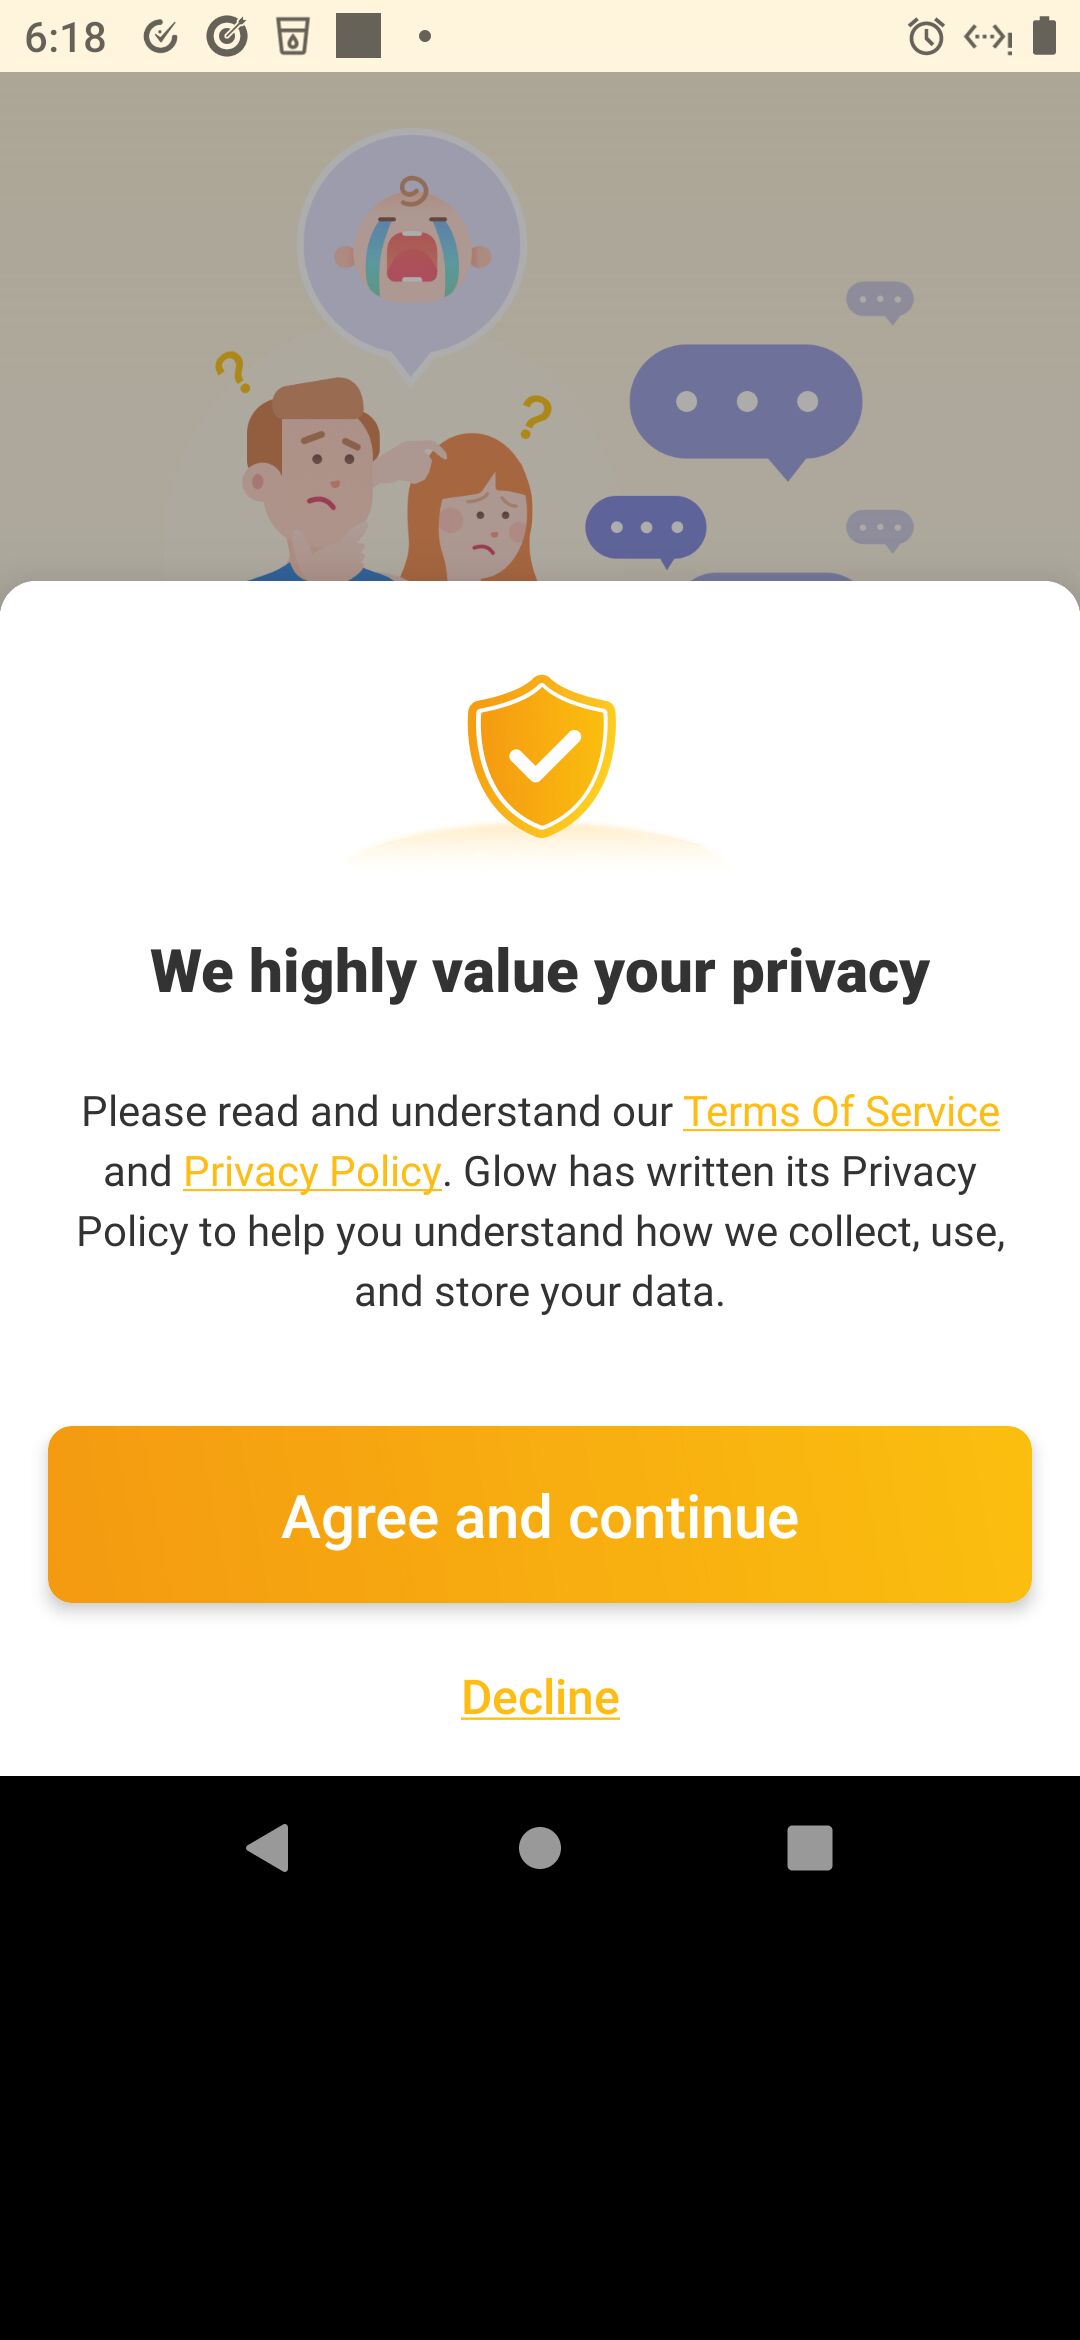 6:18
?
?
We highly value your privacy
Please read and understand our Terms Of Service
and Privacy Policy. Glow has written its Privacy
Policy to help you understand how we collect, use,
and store your data.
Agree and continue
Decline